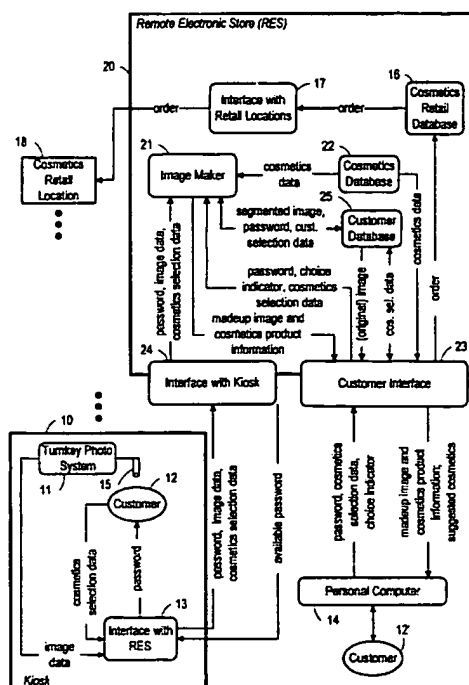 Remote Electronic Store (RES)
20
17
16
order
Interface with
Retail Locations
order
Cosmetics
Retail
Database
18
Cosmetics
Retail
Location
21
Image Maker
cosmetics
data
22
Cosmetics
Database
25
Customer
Database
segmented image,
password, cust.
selection data
password, image data,
cosmetics selection data
password, choice
indicator, cosmetics
selection data
(original) image
cos. sel. data
cosmetics data
order
madeup image and
cosmetics product
information
24
23
Interface with Kiosk
Customer Interface
10
Turnkey Photo
System
11
15
12
Customer
cosmetics
selection data
password
13
Interface with
RES
image
data
Kiosk
password, image data,
cosmetics selection data
available password
password, cosmetics
selection data,
choice indicator
madeup image and
cosmetics product
information;
suggested cosmetics
Personal Computer
14
12'
Customer